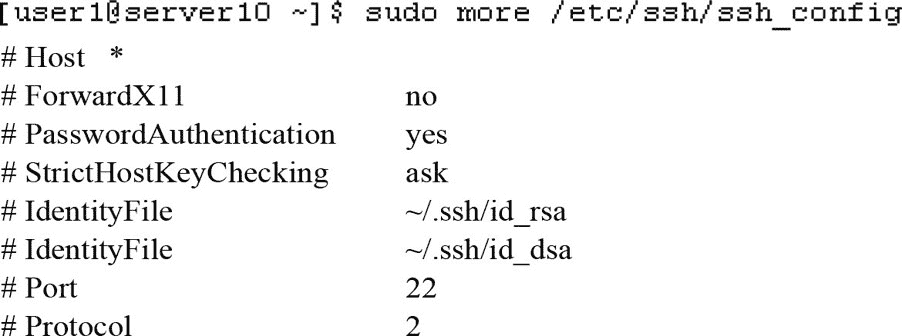 [user1@server10 ~]$ sudo more /etc/ssh/ssh_config
# Host *
# ForwardX11 no
# PasswordAuthentication yes
# StrictHostKeyChecking ask
# IdentityFile ~/.ssh/id_rsa
# IdentityFile ~/.ssh/id_dsa
# Port 22
# Protocol 2